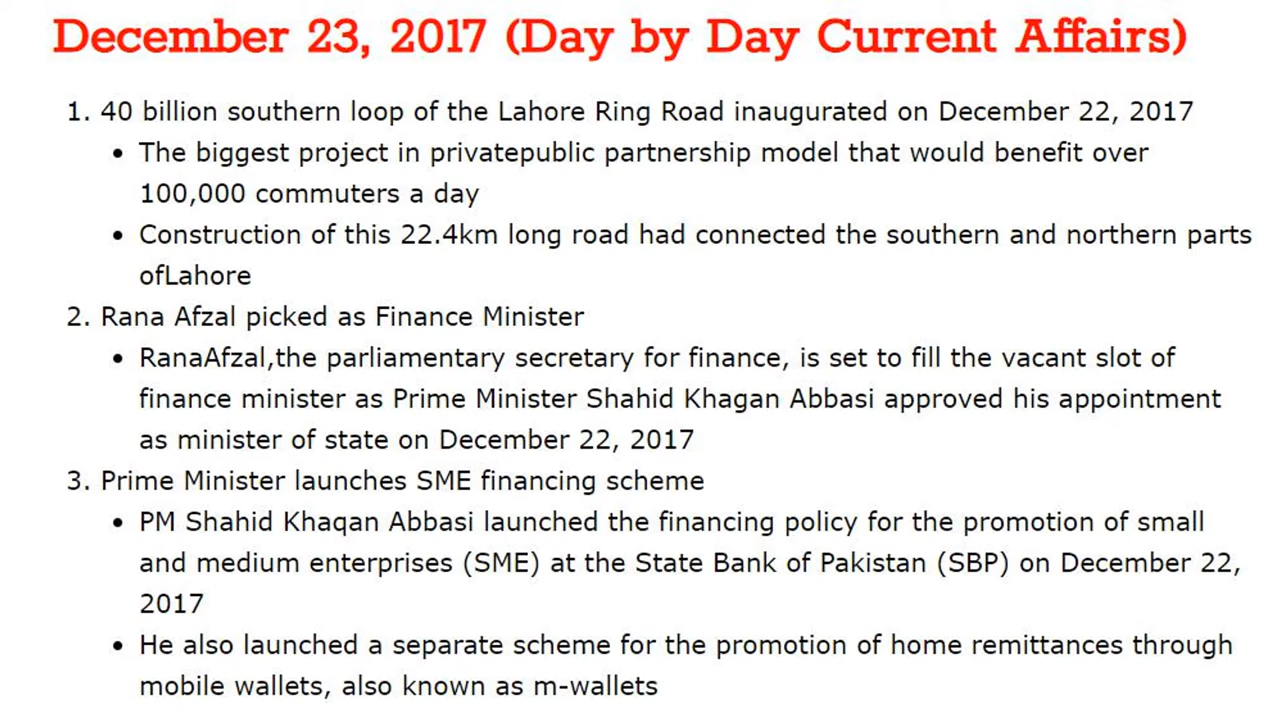 December 23, 2017 (Day by Day Current Affairs)
1. 40 billion southern loop of the Lahore Ring Road inaugurated on December 22, 2017
• The biggest project in privatepublic partnership model that would benefit over
100,000 commuters a day
• Construction of this 22.4km long road had connected the southern and northern parts
ofLahore
2. Rana Afzal picked as Finance Minister
• RanaAfzal,the parliamentary secretary for finance, is set to fill the vacant slot of
finance minister as Prime Minister Shahid Khagan Abbasi approved his appointment
as minister of state on December 22, 2017
3. Prime Minister launches SME financing scheme
• PM Shahid Khaqan Abbasi launched the financing policy for the promotion of small
and medium enterprises (SME) at the State Bank of Pakistan (SBP) on December 22,
2017
• He also launched a separate scheme for the promotion of home remittances through
mobile wallets, also known as m-wallets